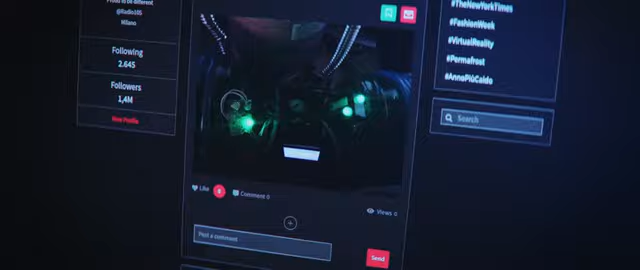 Proud to be different
@Radio105
Milano
Following
2.645
Followers
1,4M
New Profile
Like
Comment 0
Views 0
Post a comment
Send
#TheNewYorkTimes
#FashionWeek
#VirtualReality
#Permafrost
#AnnoPiùCaldo
Search